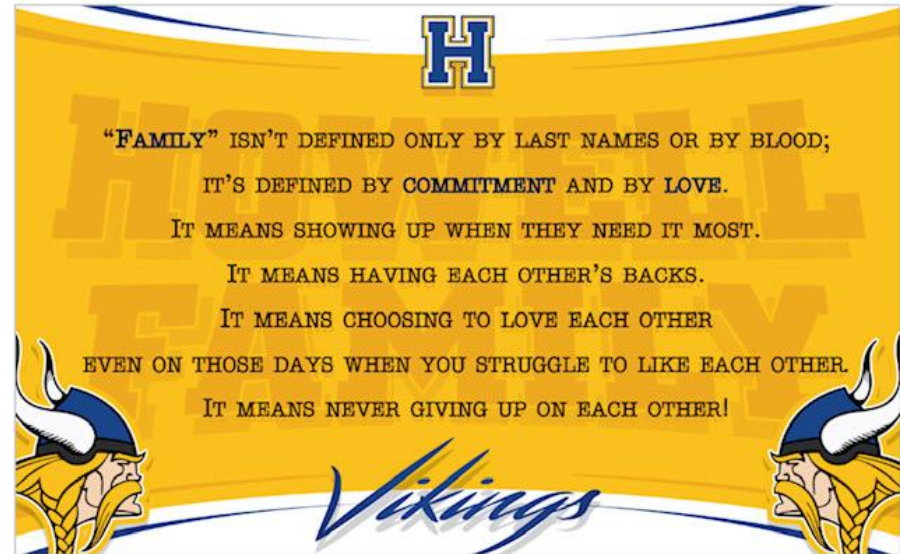 H
HOWELL
FAMILY
“FAMILY” ISN’T DEFINED ONLY BY LAST NAMES OR BY BLOOD;
IT’S DEFINED BY COMMITMENT AND BY LOVE.
IT MEANS SHOWING UP WHEN THEY NEED IT MOST.
IT MEANS HAVING EACH OTHER’S BACKS.
IT MEANS CHOOSING TO LOVE EACH OTHER
EVEN ON THOSE DAYS WHEN YOU STRUGGLE TO LIKE EACH OTHER.
IT MEANS NEVER GIVING UP ON EACH OTHER!
Vikings